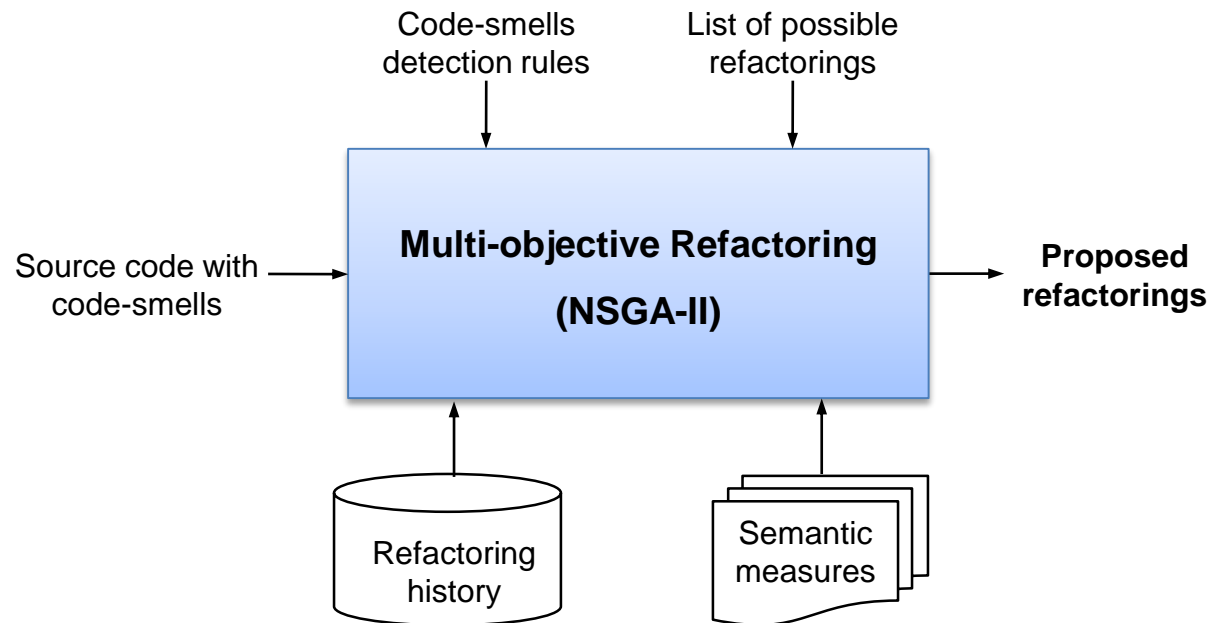 Code-smells
detection rules
List of possible
refactorings
Source code with
code-smells
Multi-objective Refactoring
(NSGA-II)
Proposed
refactorings
Refactoring
history
Semantic
measures